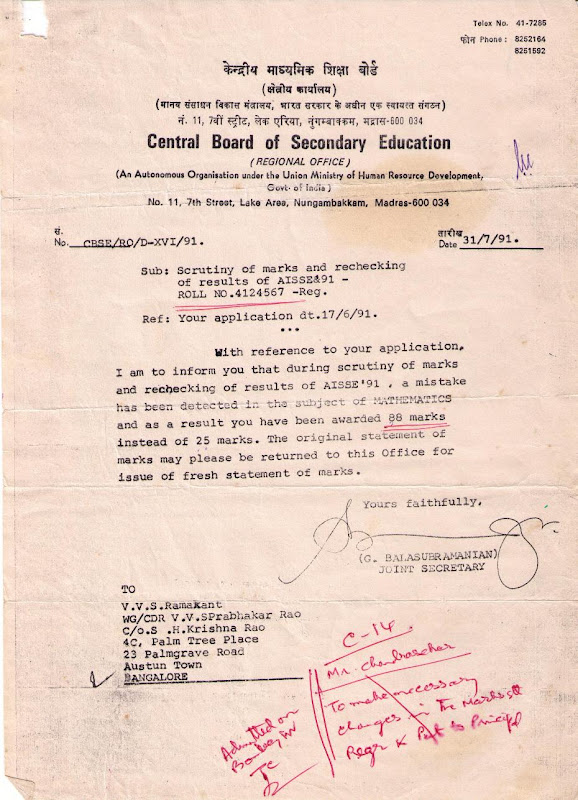 Telex No. 41-7285
फोन Phone : 8252164
8251592
केन्द्रीय माध्यमिक शिक्षा बोर्ड
(क्षेत्रीय कार्यालय)
(मानव संसाधन विकास मंत्रालय, भारत सरकार के अधीन एक स्वायत्त संगठन)
नं. 11, 7वीं स्ट्रीट, लेक एरिया, नुंगमबाक्कम, मद्रास-600 034
Central Board of Secondary Education
(REGIONAL OFFICE)
(An Autonomous Organisation under the Union Ministry of Human Resource Development,
Govt. of India)
No. 11, 7th Street, Lake Area, Nungambakkam, Madras-600 034
सं.
No. CBSE/RO/D-XVI/91.
तारीख
Date 31/7/91.
Sub: Scrutiny of marks and rechecking
of results of AISSE&91 -
ROLL NO.4124567 -Reg.
Ref: Your application dt.17/6/91.
...
With reference to your application,
I am to inform you that during scrutiny of marks
and rechecking of results of AISSE'91 , a mistake
has been detected in the subject of MATHEMATICS
and as a result you have been awarded 88 marks
instead of 25 marks. The original statement of
marks may please be returned to this Office for
issue of fresh statement of marks.
Yours faithfully,
(G. BALASUBRAMANIAN)
JOINT SECRETARY
TO
V.V.S.Ramakant
WG/CDR V.V.SPrabhakar Rao
C/o.S .H.Krishna Rao
4C, Palm Tree Place
23 Palmgrave Road
Austun Town
BANGALORE
C-14
Mr. Chandrasekar
To make necessary
changes in the Marks
Regr & Put to
Admitted on
TC